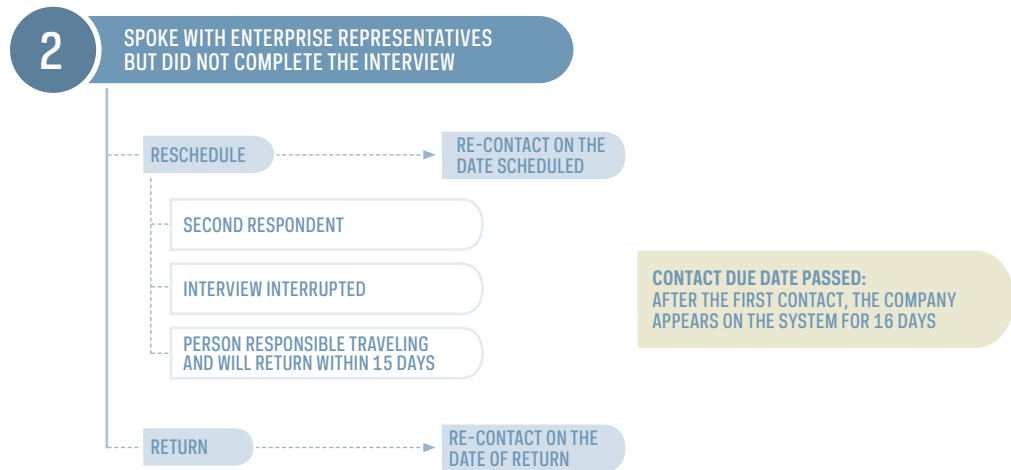 2
SPOKE WITH ENTERPRISE REPRESENTATIVES
BUT DID NOT COMPLETE THE INTERVIEW
RESCHEDULE
RE-CONTACT ON THE
DATE SCHEDULED
SECOND RESPONDENT
INTERVIEW INTERRUPTED
PERSON RESPONSIBLE TRAVELING
AND WILL RETURN WITHIN 15 DAYS
CONTACT DUE DATE PASSED:
AFTER THE FIRST CONTACT, THE COMPANY
APPEARS ON THE SYSTEM FOR 16 DAYS
RETURN
RE-CONTACT ON THE
DATE OF RETURN